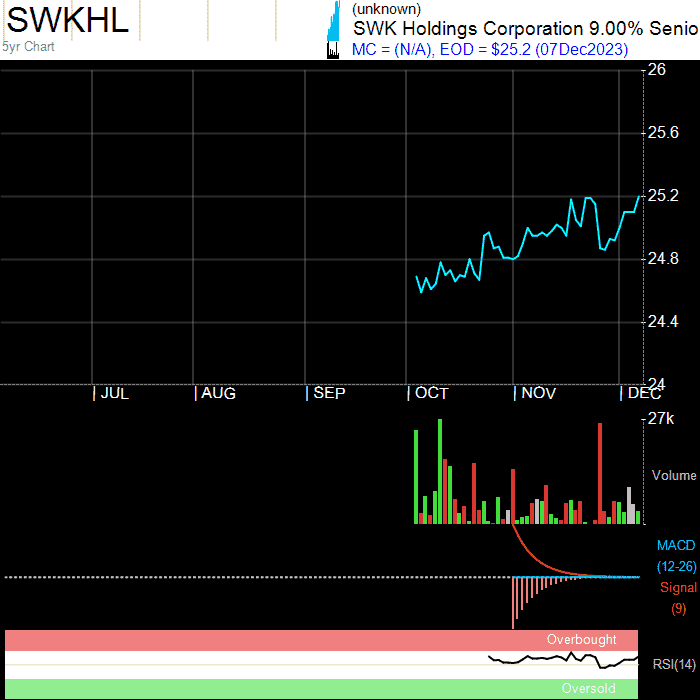 SWKHL
(unknown)
SWK Holdings Corporation 9.00% Senio
5yr Chart
MC = (N/A), EOD = $25.2 (07Dec2023)
26
25.6
25.2
24.8
24.4
24
JUL AUG SEP OCT NOV DEC
27k
Volume
MACD
(12-26)
Signal
(9)
Overbought
RSI(14)
Oversold